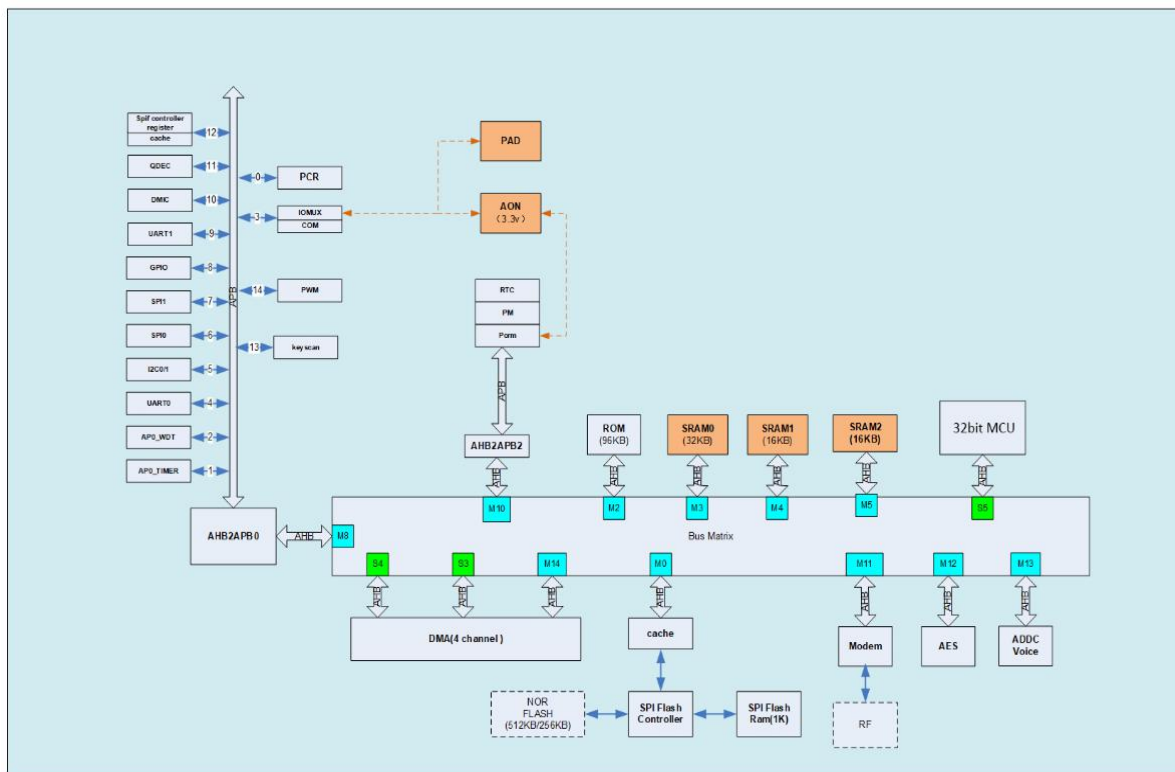 Spif controller
register
cache
12
QDEC
11
DMIC
10
UART1
9
GPIO
8
SPI1
7
SPI0
6
I2C0/1
5
UART0
4
AP0_WDT
2
AP0_TIMER
1
APB
0
PCR
3
IOMUX
COM
14
PWM
13
keyscan
PAD
AON
(3.3v)
RTC
PM
Porm
APB
AHB2APB2
AHB
ROM
(96KB)
AHB
SRAM0
(32KB)
AHB
SRAM1
(16KB)
AHB
SRAM2
(16KB)
AHB
32bit MCU
AHB
AHB2APB0
AHB
M8
M10
M2
M3
M4
M5
S5
Bus Matrix
S4
S3
M14
M0
M11
M12
M13
AHB
AHB
AHB
AHB
AHB
AHB
AHB
DMA(4 channel )
cache
Modem
AES
ADDC
Voice
NOR
FLASH
(512KB/256KB)
SPI Flash
Controller
SPI Flash
Ram(1K)
RF